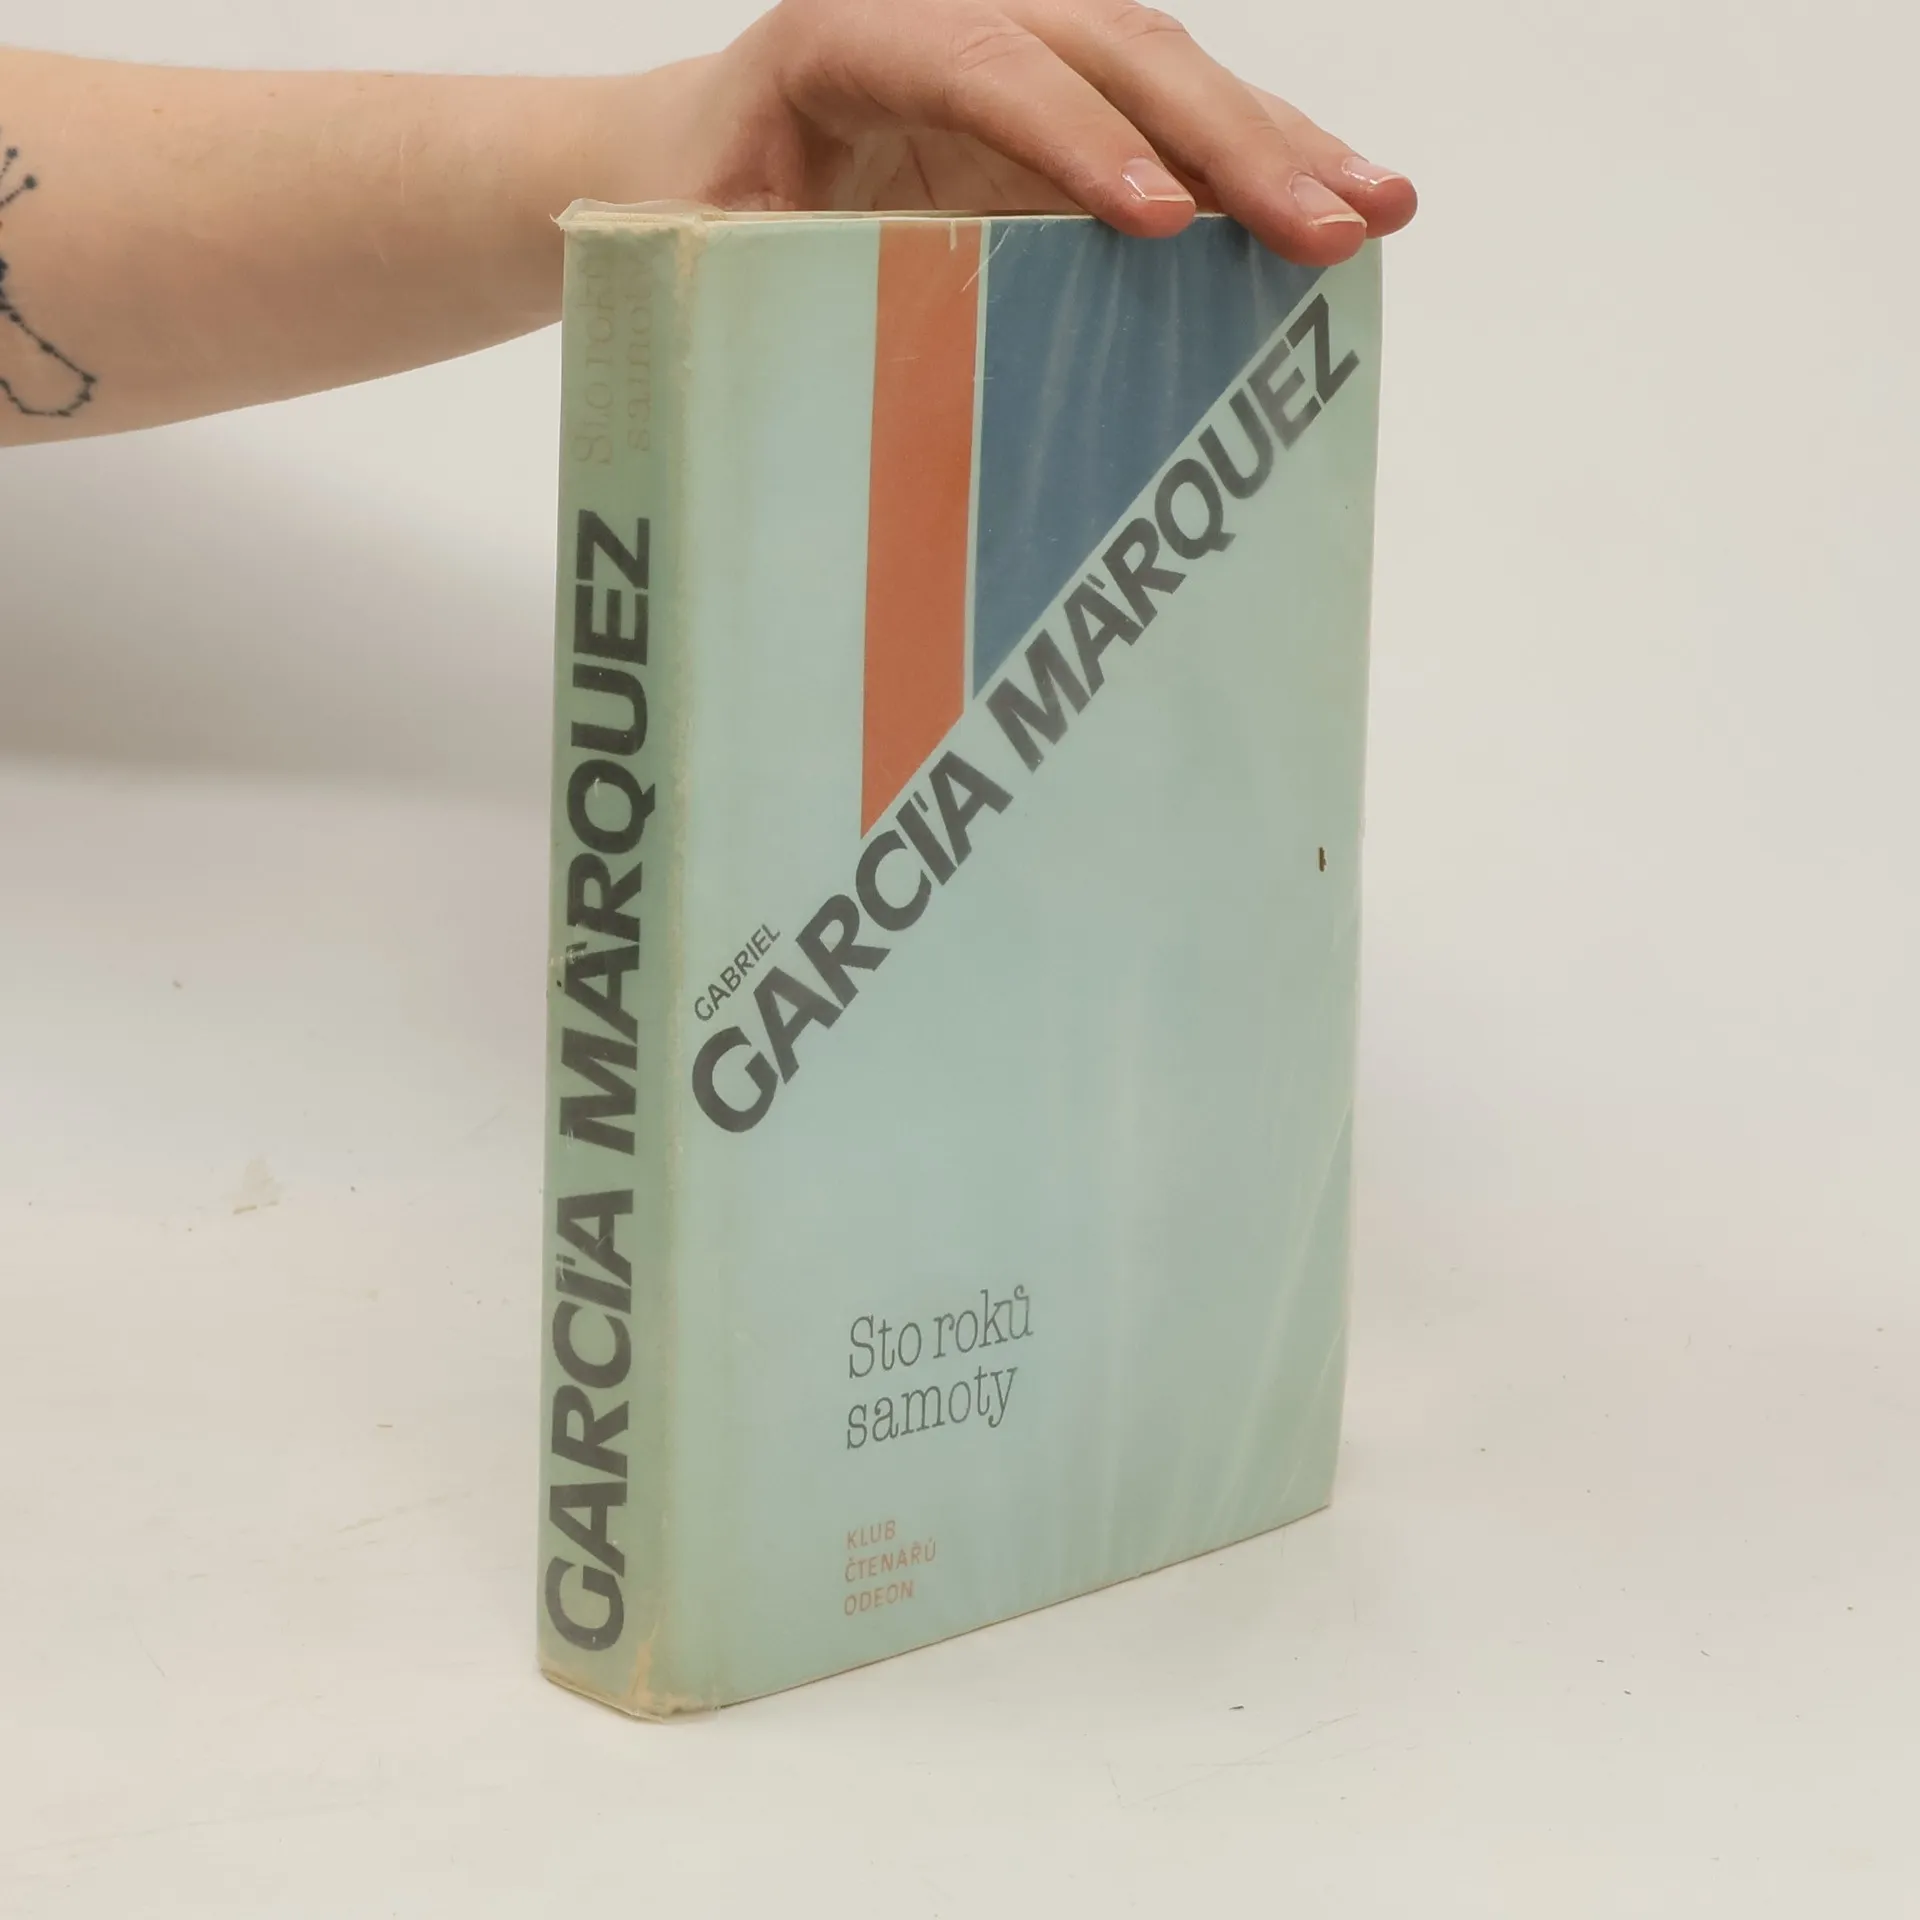 Sto roků
samoty
GARCÍA MÁRQUEZ
GABRIEL
GARCÍA MÁRQUEZ
Sto roků
samoty
KLUB
ČTENÁŘŮ
ODEON